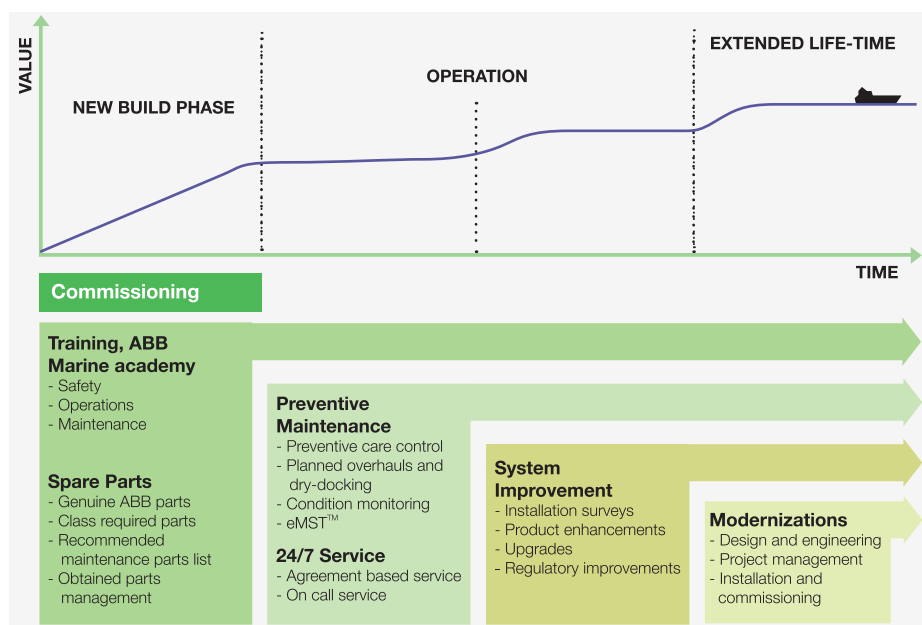 VALUE
NEW BUILD PHASE
OPERATION
EXTENDED LIFE-TIME
TIME
Commissioning
Training, ABB
Marine academy
- Safety
- Operations
- Maintenance
Spare Parts
- Genuine ABB parts
- Class required parts
- Recommended
maintenance parts list
- Obtained parts
management
Preventive
Maintenance
- Preventive care control
- Planned overhauls and
dry-docking
- Condition monitoring
- eMST™
24/7 Service
- Agreement based service
- On call service
System
Improvement
- Installation surveys
- Product enhancements
- Upgrades
- Regulatory improvements
Modernizations
- Design and engineering
- Project management
- Installation and
commissioning